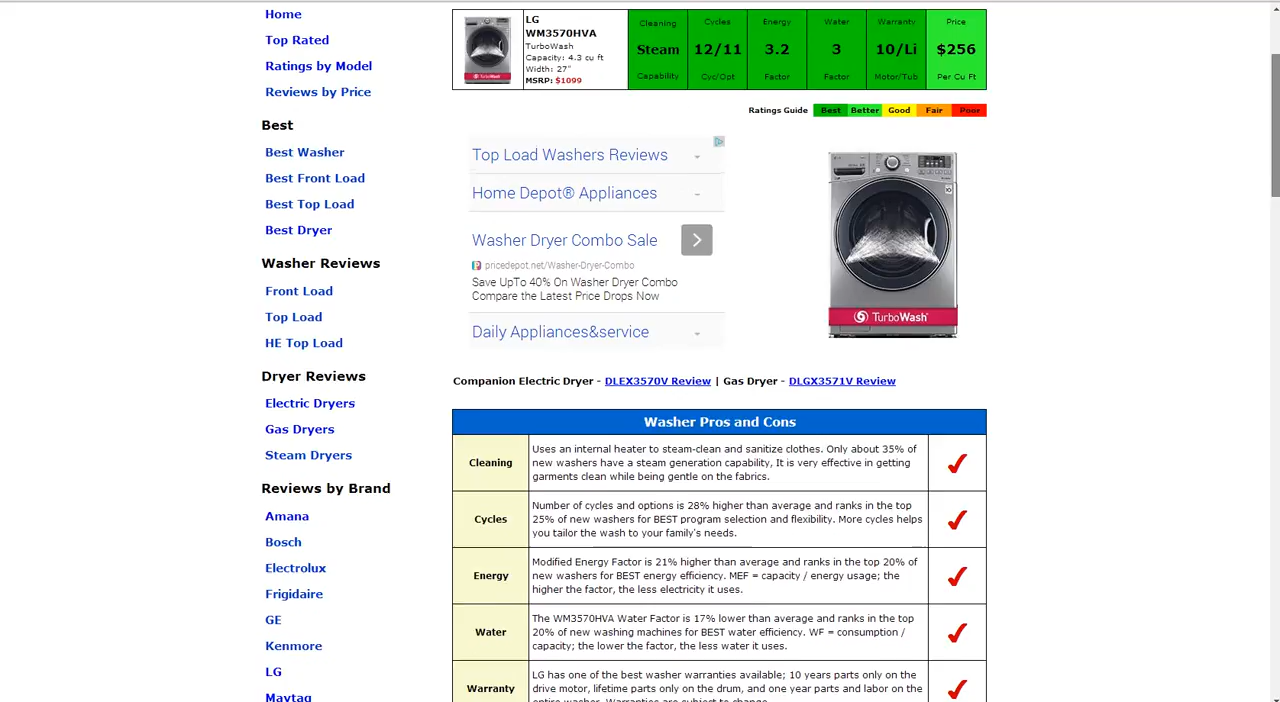 Home
Top Rated
Ratings by Model
Reviews by Price
Best
Best Washer
Best Front Load
Best Top Load
Best Dryer
Washer Reviews
Front Load
Top Load
HE Top Load
Dryer Reviews
Electric Dryers
Gas Dryers
Steam Dryers
Reviews by Brand
Amana
Bosch
Electrolux
Frigidaire
GE
Kenmore
LG
Maytag
TurboWash
LG
WM3570HVA
TurboWash
Capacity: 4.3 cu ft
Width: 27"
MSRP: $1099
Cleaning
Steam
Capability
Cycles
12/11
Cyc/Opt
Energy
3.2
Factor
Water
3
Factor
Warranty
10/Li
Motor/Tub
Price
$256
Per Cu Ft
Ratings Guide Best Better Good Fair Poor
Top Load Washers Reviews
Home Depot® Appliances
Washer Dryer Combo Sale
pricedepot.net/Washer-Dryer-Combo
Save UpTo 40% On Washer Dryer Combo
Compare the Latest Price Drops Now
Daily Appliances&service
TurboWash
Companion Electric Dryer - DLEX3570V Review | Gas Dryer - DLGX3571V Review
Washer Pros and Cons
Cleaning
Uses an internal heater to steam-clean and sanitize clothes. Only about 35% of
new washers have a steam generation capability, It is very effective in getting
garments clean while being gentle on the fabrics.
Cycles
Number of cycles and options is 28% higher than average and ranks in the top
25% of new washers for BEST program selection and flexibility. More cycles helps
you tailor the wash to your family's needs.
Energy
Modified Energy Factor is 21% higher than average and ranks in the top 20% of
new washers for BEST energy efficiency. MEF = capacity / energy usage; the
higher the factor, the less electricity it uses.
Water
The WM3570HVA Water Factor is 17% lower than average and ranks in the top
20% of new washing machines for BEST water efficiency. WF = consumption /
capacity; the lower the factor, the less water it uses.
Warranty
LG has one of the best washer warranties available; 10 years parts only on the
drive motor, lifetime parts only on the drum, and one year parts and labor on the
entire washer. Warranties are subject to change.